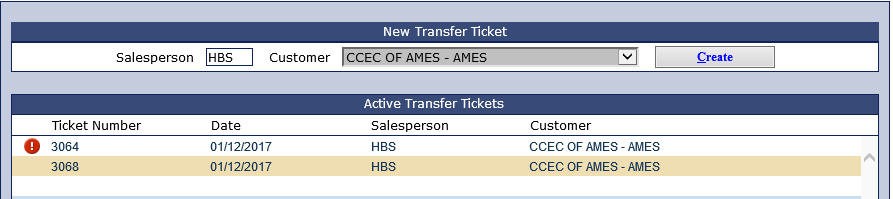 New Transfer Ticket
Salesperson HBS Customer CCEC OF AMES - AMES Create
Active Transfer Tickets
Ticket Number Date Salesperson Customer
3064 01/12/2017 HBS CCEC OF AMES - AMES
3068 01/12/2017 HBS CCEC OF AMES - AMES